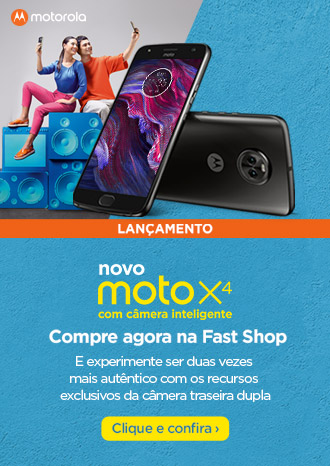 motorola
moto
LANÇAMENTO
novo
moto x4
com câmera inteligente
Compre agora na Fast Shop
E experimente ser duas vezes
mais autêntico com os recursos
exclusivos da câmera traseira dupla
Clique e confira ›